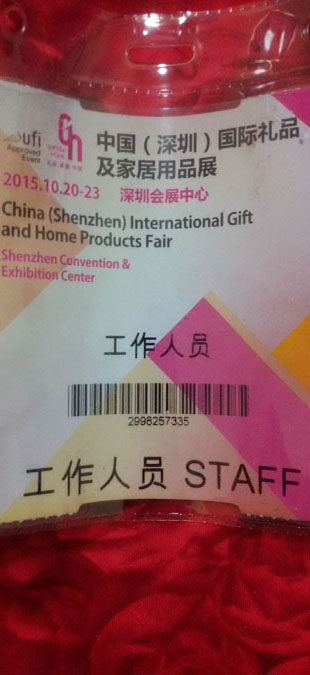 ufi
Approved
Event
中国（深圳）国际礼品
及家居用品展
2015.10.20-23 深圳会展中心
China (Shenzhen) International Gift
and Home Products Fair
Shenzhen Convention &
Exhibition Center
工作人员
2998257335
工作人员 STAFF